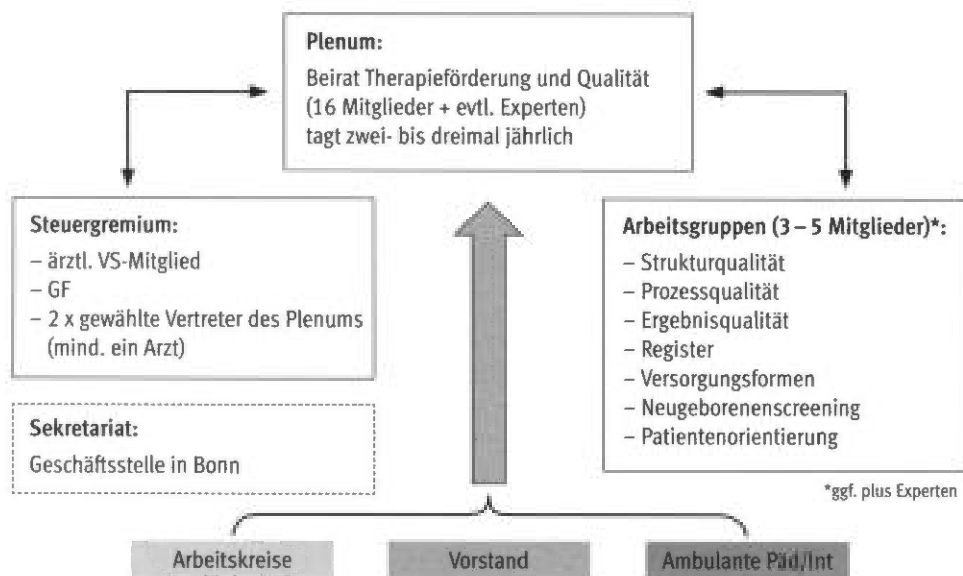 Plenum:
Beirat Therapieförderung und Qualität
(16 Mitglieder + evtl. Experten)
tagt zwei- bis dreimal jährlich
Steuergremium:
– ärztl. VS-Mitglied
– GF
– 2 x gewählte Vertreter des Plenums
(mind. ein Arzt)
Sekretariat:
Geschäftsstelle in Bonn
Arbeitsgruppen (3 – 5 Mitglieder)*:
– Strukturqualität
– Prozessqualität
– Ergebnisqualität
– Register
– Versorgungsformen
– Neugeborenenscreening
– Patientenorientierung
*ggf. plus Experten
Arbeitskreise
Vorstand
Ambulante Päd/Int